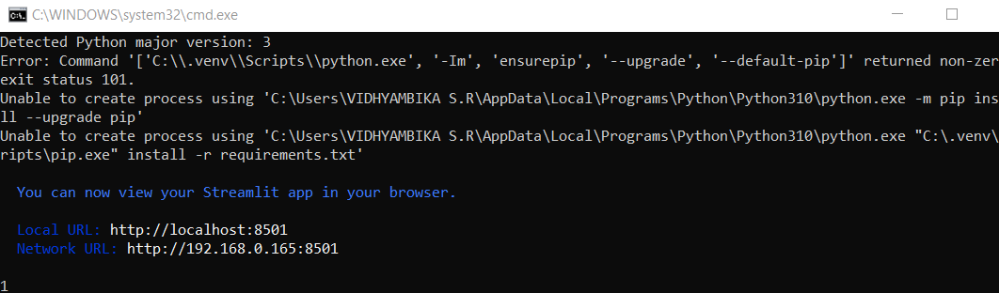 C:\WINDOWS\system32\cmd.exe
Detected Python major version: 3
Error: Command '['C:\\.venv\\Scripts\\python.exe', '-Im', 'ensurepip', '--upgrade', '--default-pip']' returned non-zer
exit status 101.
Unable to create process using 'C:\Users\VIDHYAMBIKA S.R\AppData\Local\Programs\Python\Python310\python.exe -m pip ins
ll --upgrade pip'
Unable to create process using 'C:\Users\VIDHYAMBIKA S.R\AppData\Local\Programs\Python\Python310\python.exe "C:\.venv\
ripts\pip.exe" install -r requirements.txt'
You can now view your Streamlit app in your browser.
Local URL: http://localhost:8501
Network URL: http://192.168.0.165:8501
1